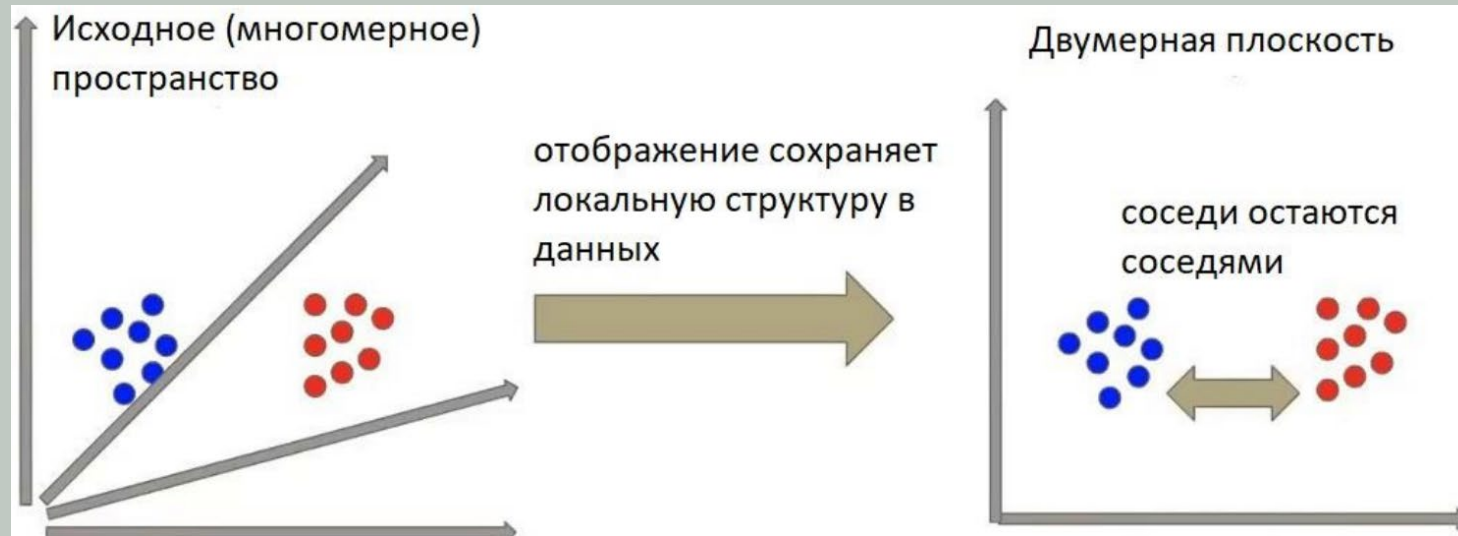 Исходное (многомерное)
пространство
отображение сохраняет
локальную структуру в
данных
Двумерная плоскость
соседи остаются
соседями